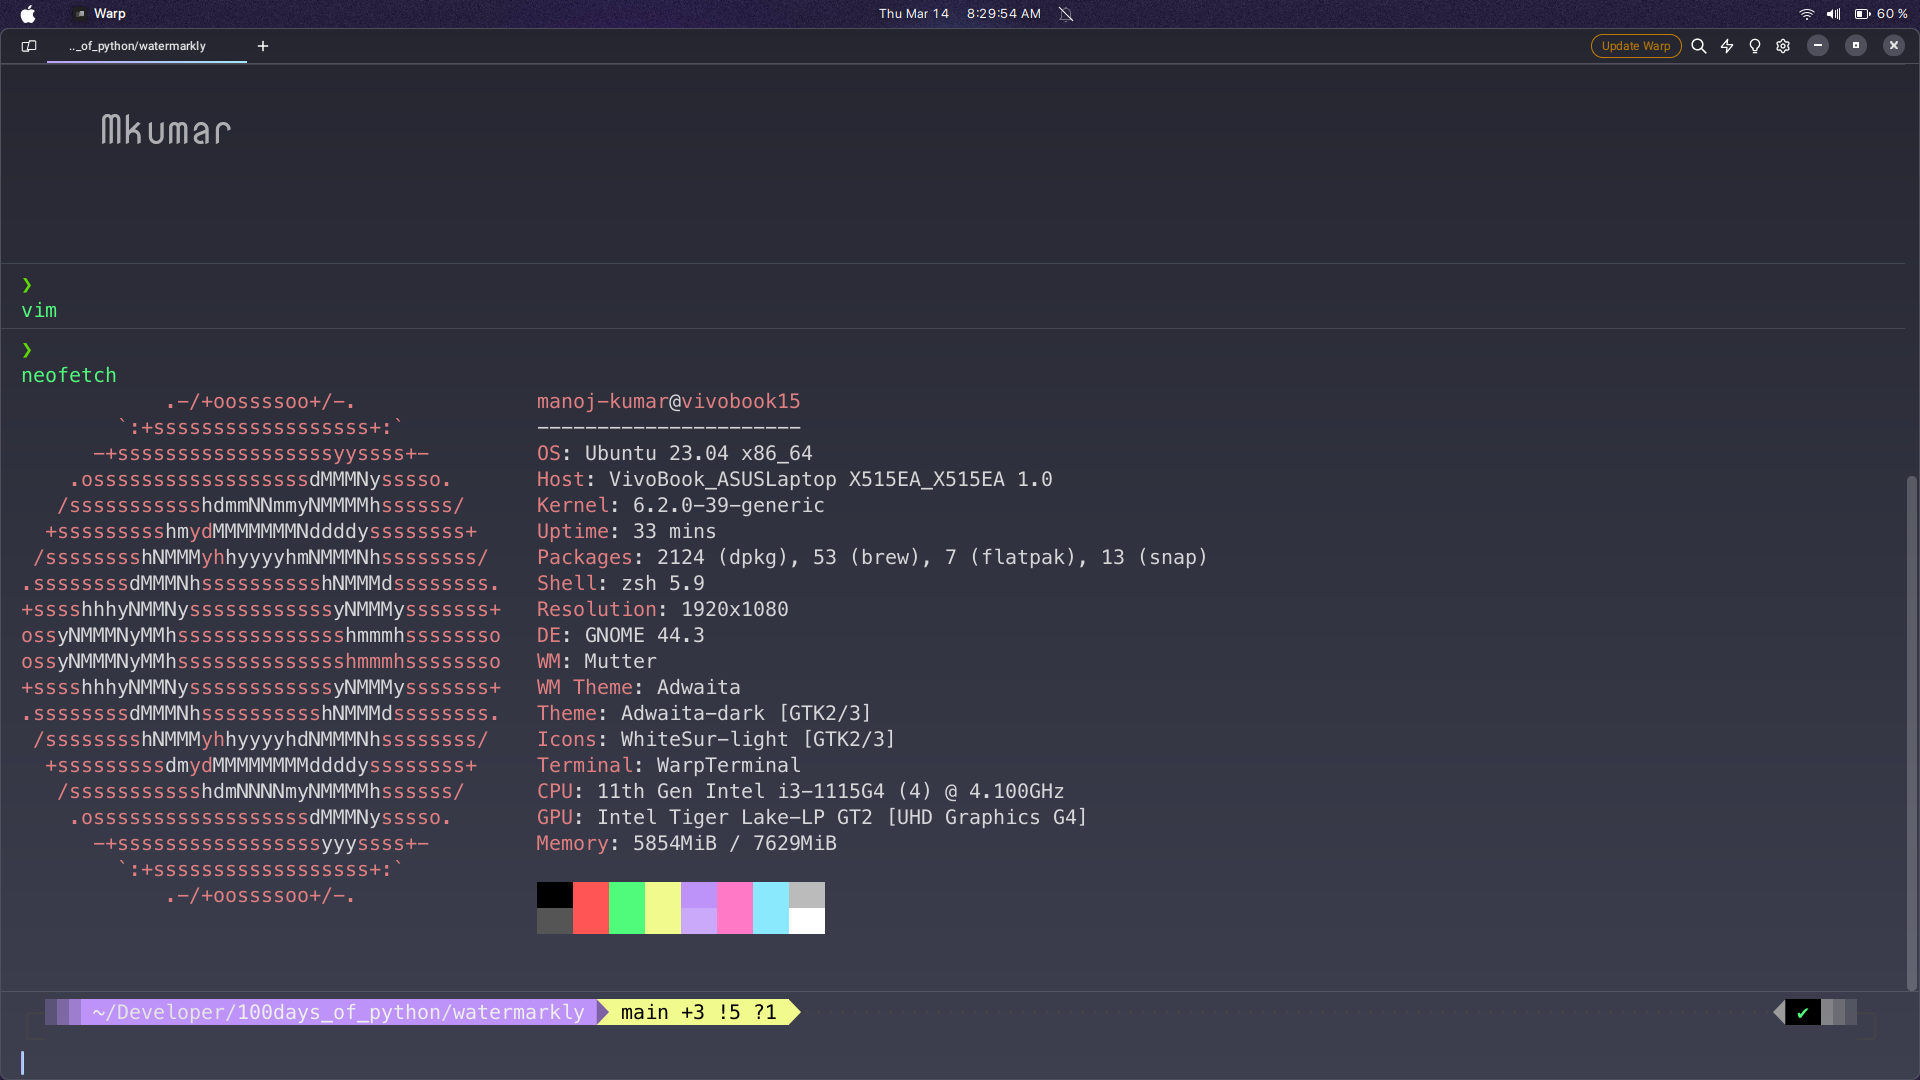 Warp
Thu Mar 14 8:29:54 AM
60 %
.._of_python/watermarkly
+
Update Warp
Mkumar
❯
vim
❯
neofetch
.-/+oossssoo+/-.
`:+ssssssssssssssssss+:`
-+ssssssssssssssssssyyssss+-
.ossssssssssssssssssdMMMNysssso.
/ssssssssssshdmmNNmmyNMMMMhssssss/
+ssssssssshmydMMMMMMMNddddyssssssss+
/sssssssshNMMMyhhyyyyhmNMMMNhssssssss/
.ssssssssdMMMNhsssssssssshNMMMdssssssss.
+sssshhhyNMMNyssssssssssssyNMMMysssssss+
ossyNMMMNyMMhsssssssssssssshmmmhssssssso
ossyNMMMNyMMhsssssssssssssshmmmhssssssso
+sssshhhyNMMNyssssssssssssyNMMMysssssss+
.ssssssssdMMMNhsssssssssshNMMMdssssssss.
/sssssssshNMMMyhhyyyyhdNMMMNhssssssss/
+sssssssssdmydMMMMMMMMddddyssssssss+
/ssssssssssshdmNNNNmyNMMMMhssssss/
.ossssssssssssssssssdMMMNysssso.
-+sssssssssssssssssyyyssss+-
`:+ssssssssssssssssss+:`
.-/+oossssoo+/-.
manoj-kumar@vivobook15
----------------------
OS: Ubuntu 23.04 x86_64
Host: VivoBook_ASUSLaptop X515EA_X515EA 1.0
Kernel: 6.2.0-39-generic
Uptime: 33 mins
Packages: 2124 (dpkg), 53 (brew), 7 (flatpak), 13 (snap)
Shell: zsh 5.9
Resolution: 1920x1080
DE: GNOME 44.3
WM: Mutter
WM Theme: Adwaita
Theme: Adwaita-dark [GTK2/3]
Icons: WhiteSur-light [GTK2/3]
Terminal: WarpTerminal
CPU: 11th Gen Intel i3-1115G4 (4) @ 4.100GHz
GPU: Intel Tiger Lake-LP GT2 [UHD Graphics G4]
Memory: 5854MiB / 7629MiB
~/Developer/100days_of_python/watermarkly main +3 !5 ?1 ✔